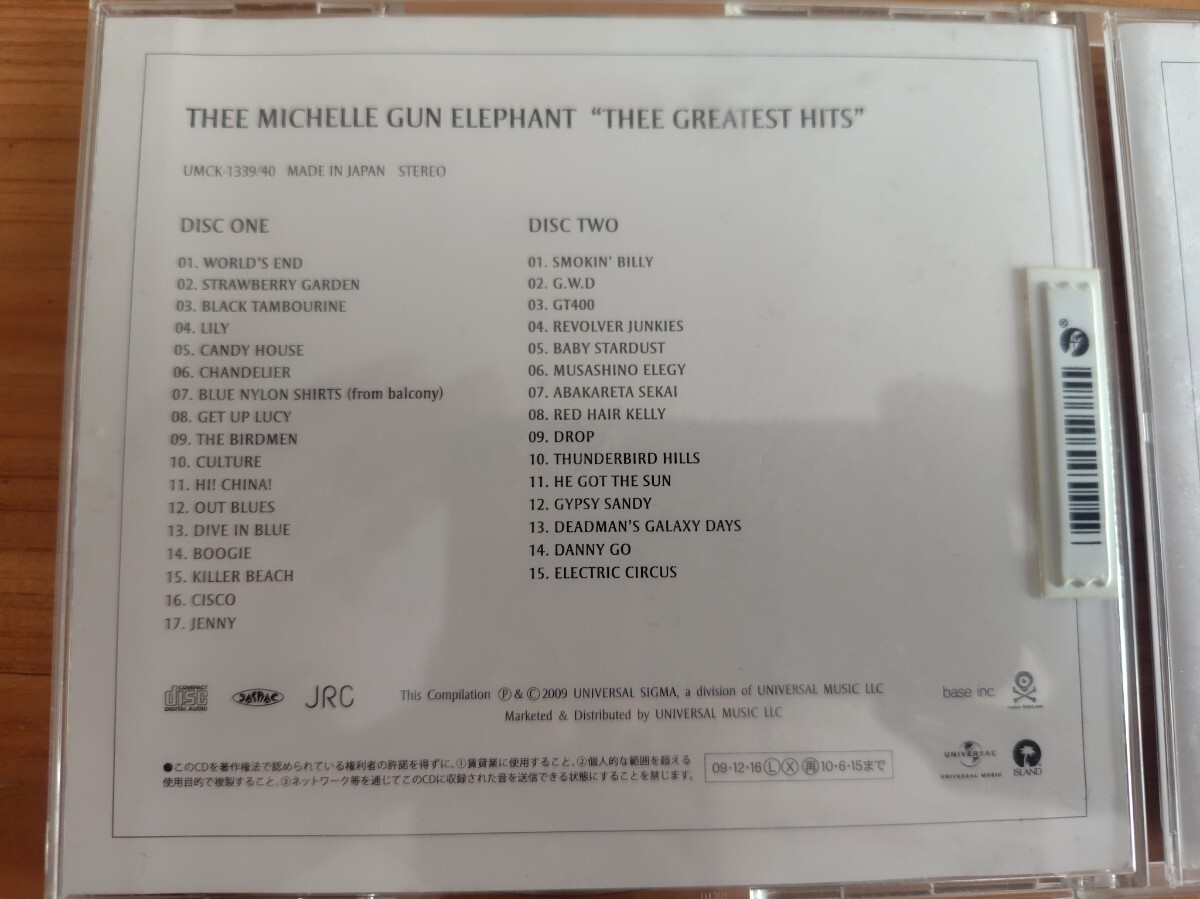 THEE MICHELLE GUN ELEPHANT “THEE GREATEST HITS”
UMCK-1339/40 MADE IN JAPAN STEREO
DISC ONE
01. WORLD'S END
02. STRAWBERRY GARDEN
03. BLACK TAMBOURINE
04. LILY
05. CANDY HOUSE
06. CHANDELIER
07. BLUE NYLON SHIRTS (from balcony)
08. GET UP LUCY
09. THE BIRDMEN
10. CULTURE
11. HI! CHINA!
12. OUT BLUES
13. DIVE IN BLUE
14. BOOGIE
15. KILLER BEACH
16. CISCO
17. JENNY
DISC TWO
01. SMOKIN' BILLY
02. G.W.D
03. GT400
04. REVOLVER JUNKIES
05. BABY STARDUST
06. MUSASHINO ELEGY
07. ABAKARETA SEKAI
08. RED HAIR KELLY
09. DROP
10. THUNDERBIRD HILLS
11. HE GOT THE SUN
12. GYPSY SANDY
13. DEADMAN'S GALAXY DAYS
14. DANNY GO
15. ELECTRIC CIRCUS
COMPACT
disc
DIGITAL AUDIO
JASRAC
JRC
This Compilation Ⓟ & © 2009 UNIVERSAL SIGMA, a division of UNIVERSAL MUSIC LLC
Marketed & Distributed by UNIVERSAL MUSIC LLC
base inc.
●このCDを著作権法で認められている権利者の許諾を得ずに、①賃貸業に使用すること、②個人的な範囲を超える
使用目的で複製すること、③ネットワーク等を通じてこのCDに収録された音を送信できる状態にすることを禁じます。
09・12・16 Ⓛ Ⓧ ㊣10・6・15まで
UNIVERSAL
UNIVERSAL MUSIC
ISLAND